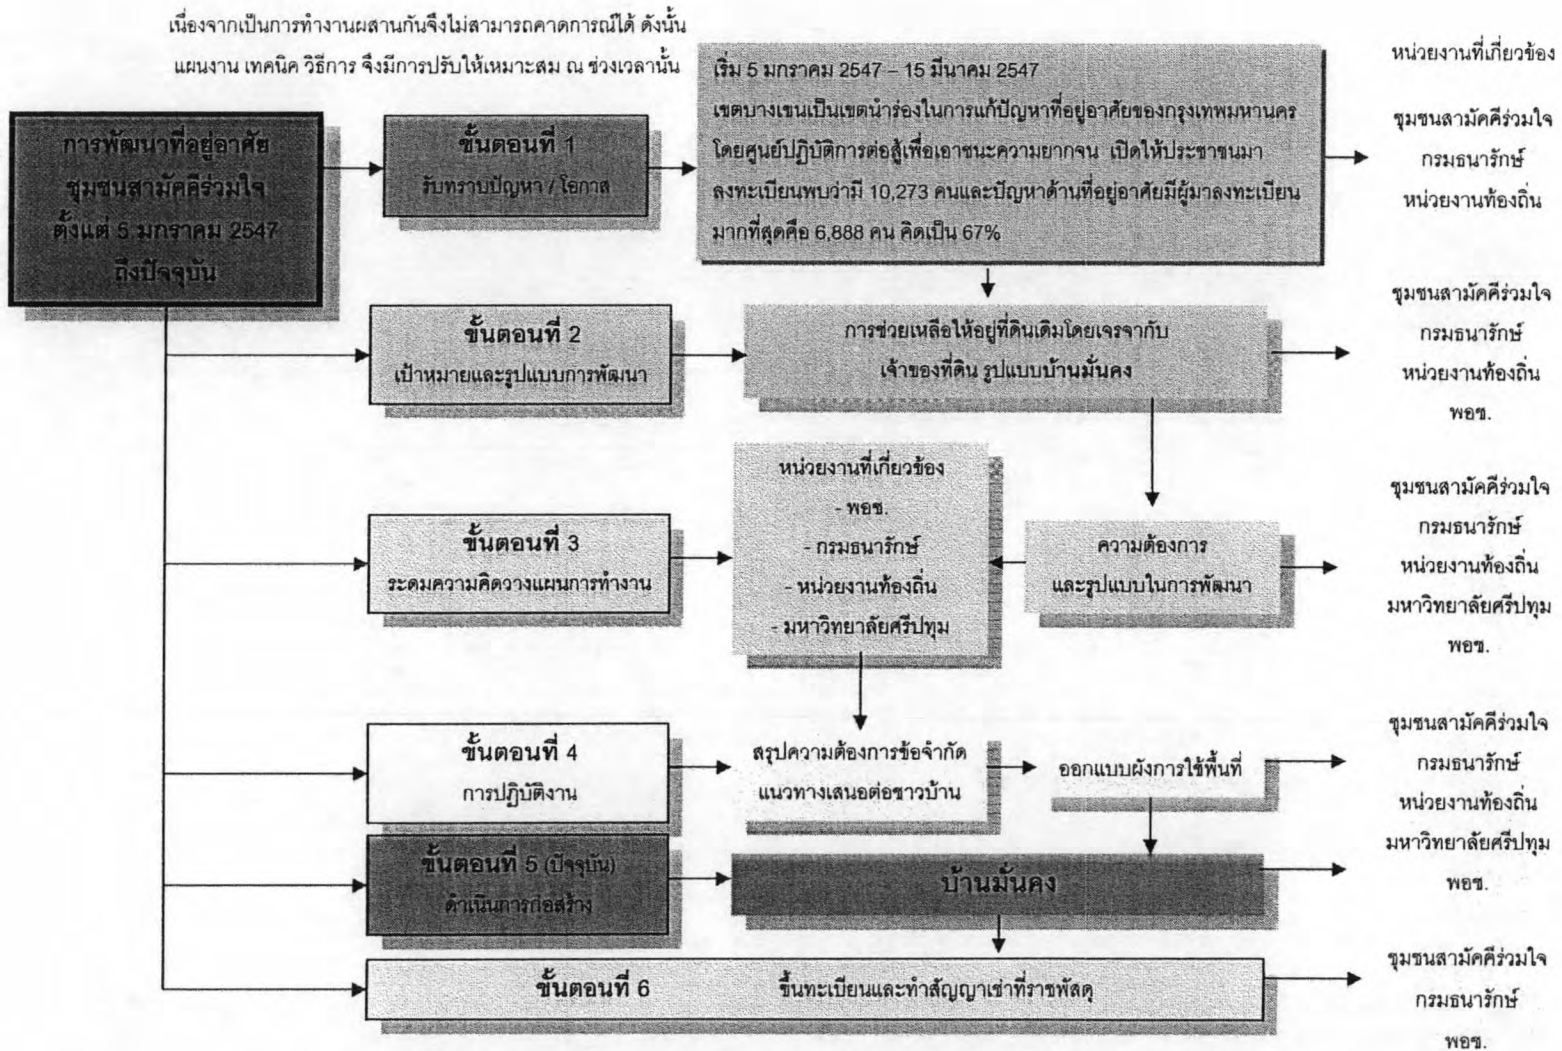 เนื่องจากเป็นการทำงานผสานกันจึงไม่สามารถคาดการณ์ได้ ดังนั้น
แผนงาน เทคนิค วิธีการ จึงมีการปรับให้เหมาะสม ณ ช่วงเวลานั้น
หน่วยงานที่เกี่ยวข้อง
การพัฒนาที่อยู่อาศัย
ชุมชนสามัคคีร่วมใจ
ตั้งแต่ 5 มกราคม 2547
ถึงปัจจุบัน
ขั้นตอนที่ 1
รับทราบปัญหา / โอกาส
เริ่ม 5 มกราคม 2547 – 15 มีนาคม 2547
เขตบางเขนเป็นเขตนำร่องในการแก้ปัญหาที่อยู่อาศัยของกรุงเทพมหานคร
โดยศูนย์ปฏิบัติการต่อสู้เพื่อเอาชนะความยากจน เปิดให้ประชาชนมา
ลงทะเบียนพบว่ามี 10,273 คนและปัญหาด้านที่อยู่อาศัยมีผู้มาลงทะเบียน
มากที่สุดคือ 6,888 คน คิดเป็น 67%
ชุมชนสามัคคีร่วมใจ
กรมธนารักษ์
หน่วยงานท้องถิ่น
ขั้นตอนที่ 2
เป้าหมายและรูปแบบการพัฒนา
การช่วยเหลือให้อยู่ที่ดินเดิมโดยเจรจากับ
เจ้าของที่ดิน รูปแบบบ้านมั่นคง
ชุมชนสามัคคีร่วมใจ
กรมธนารักษ์
หน่วยงานท้องถิ่น
พอช.
ขั้นตอนที่ 3
ระดมความคิดวางแผนการทำงาน
หน่วยงานที่เกี่ยวข้อง
- พอช.
- กรมธนารักษ์
- หน่วยงานท้องถิ่น
- มหาวิทยาลัยศรีปทุม
ความต้องการ
และรูปแบบในการพัฒนา
ชุมชนสามัคคีร่วมใจ
กรมธนารักษ์
หน่วยงานท้องถิ่น
มหาวิทยาลัยศรีปทุม
พอช.
ขั้นตอนที่ 4
การปฏิบัติงาน
สรุปความต้องการข้อจำกัด
แนวทางเสนอต่อชาวบ้าน
ออกแบบผังการใช้พื้นที่
ชุมชนสามัคคีร่วมใจ
กรมธนารักษ์
หน่วยงานท้องถิ่น
มหาวิทยาลัยศรีปทุม
พอช.
ขั้นตอนที่ 5 (ปัจจุบัน)
ดำเนินการก่อสร้าง
บ้านมั่นคง
ขั้นตอนที่ 6 ขึ้นทะเบียนและทำสัญญาเช่าที่ราชพัสดุ
ชุมชนสามัคคีร่วมใจ
กรมธนารักษ์
พอช.